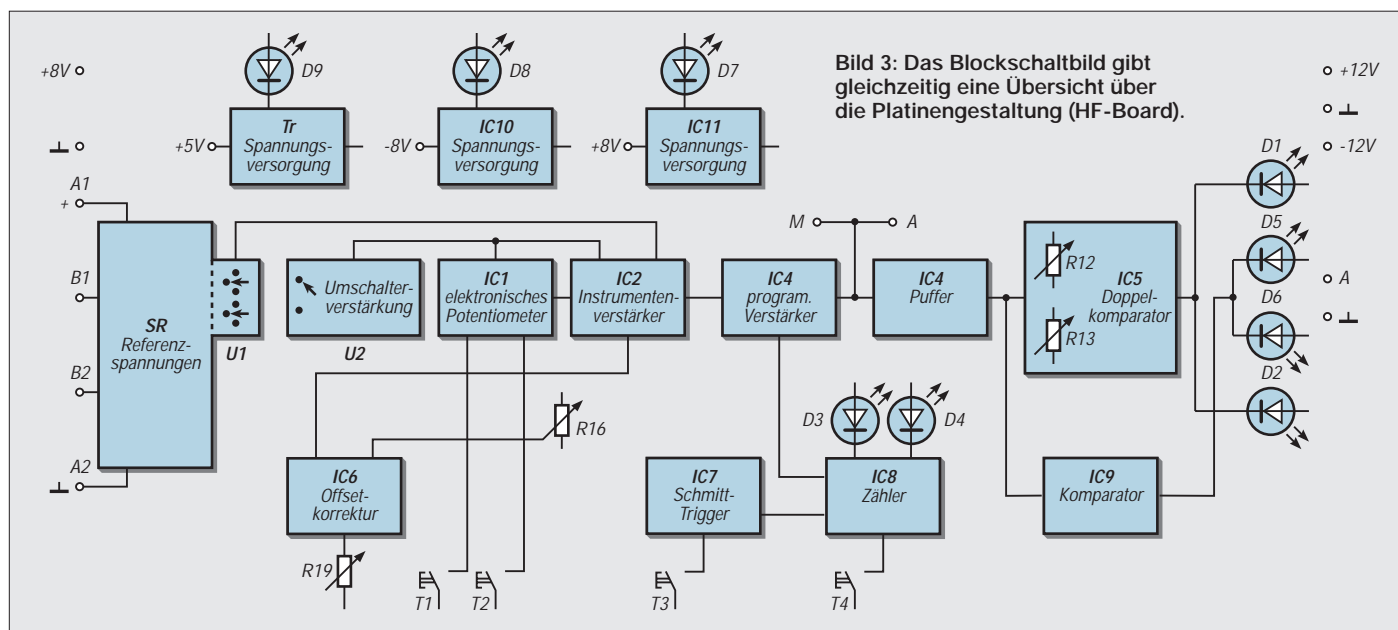 Bild 3: Das Blockschaltbild gibt
gleichzeitig eine Übersicht über
die Platinengestaltung (HF-Board).
+8V
D9
D8
D7
+12V
+5V
Tr
Spannungs-
versorgung
-8V
IC10
Spannungs-
versorgung
+8V
IC11
Spannungs-
versorgung
-12V
D1
A1
+
B1
SR
Referenz-
spannungen
B2
A2
U1
Umschalter-
verstärkung
U2
IC1
elektronisches
Potentiometer
IC2
Instrumenten-
verstärker
M
A
IC4
program.
Verstärker
IC4
Puffer
R12
R13
IC5
Doppel-
komparator
D5
A
D6
D2
R16
D3
D4
IC6
Offset-
korrektur
IC7
Schmitt-
Trigger
IC8
Zähler
IC9
Komparator
R19
T1
T2
T3
T4